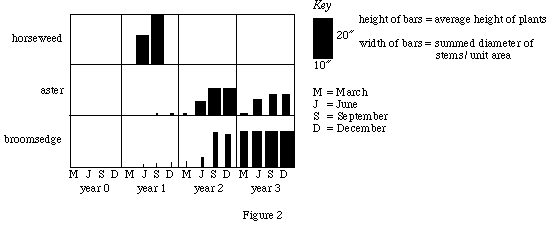 Key
horseweed
20"
10"
height of bars = average height of plants
width of bars = summed diameter of
stems/unit area
aster
M = March
J = June
S = September
D = December
broomsedge
M J S D M J S D M J S D M J S D
year 0 year 1 year 2 year 3
Figure 2